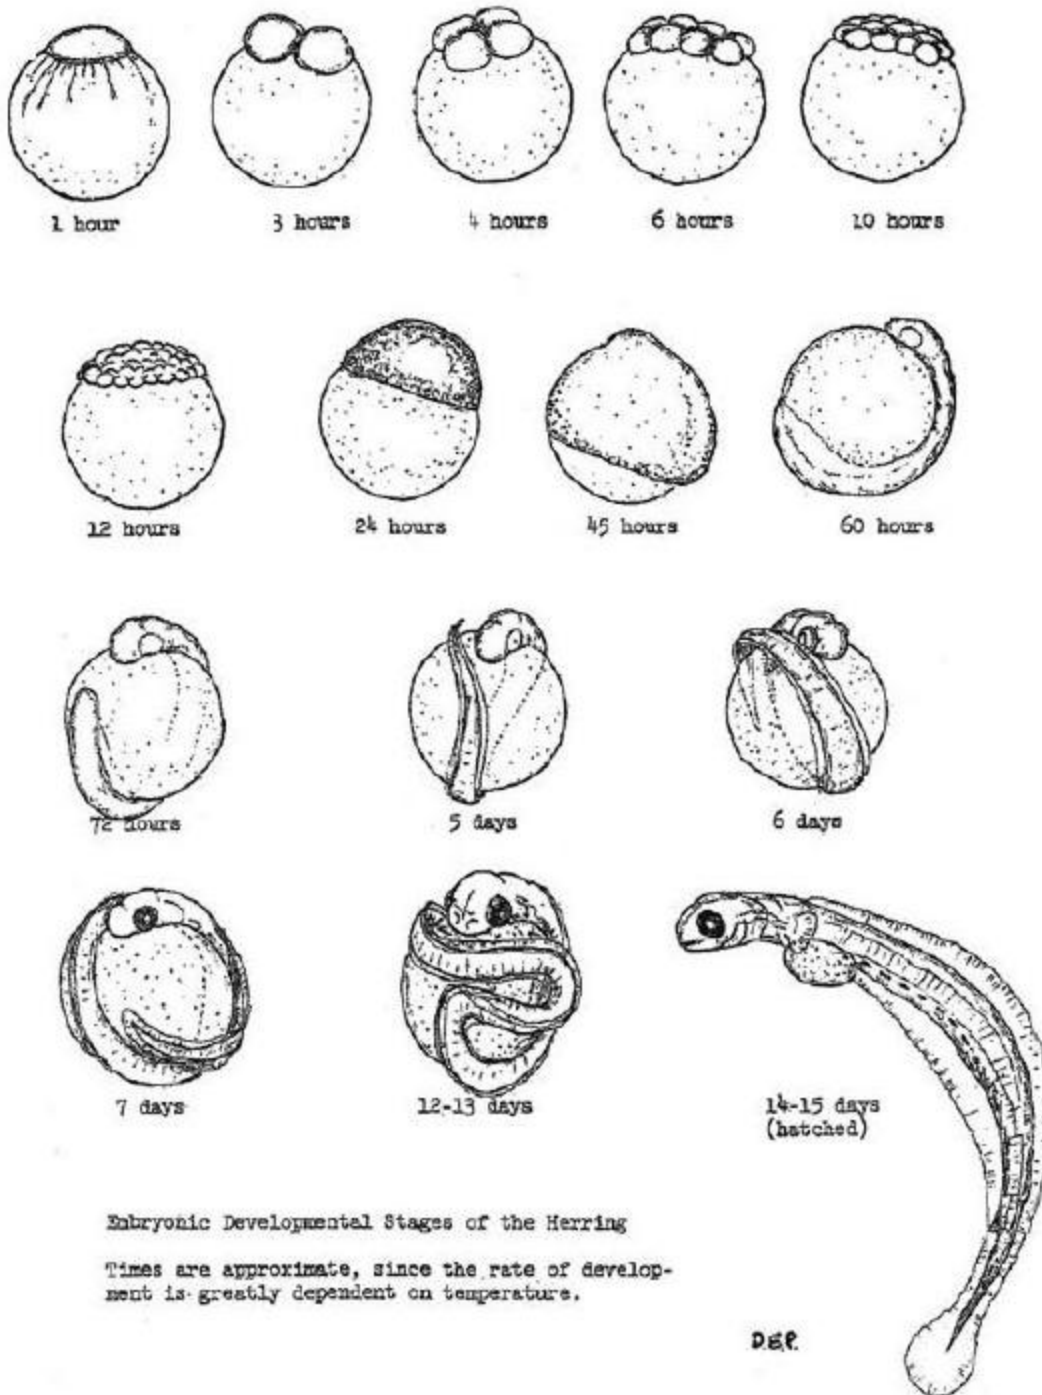 1 hour
3 hours
4 hours
6 hours
10 hours
12 hours
24 hours
45 hours
60 hours
72 hours
5 days
6 days
7 days
12-13 days
14-15 days
(hatched)
Embryonic Developmental Stages of the Herring
Times are approximate, since the rate of develop-
ment is greatly dependent on temperature.
D.G.P.